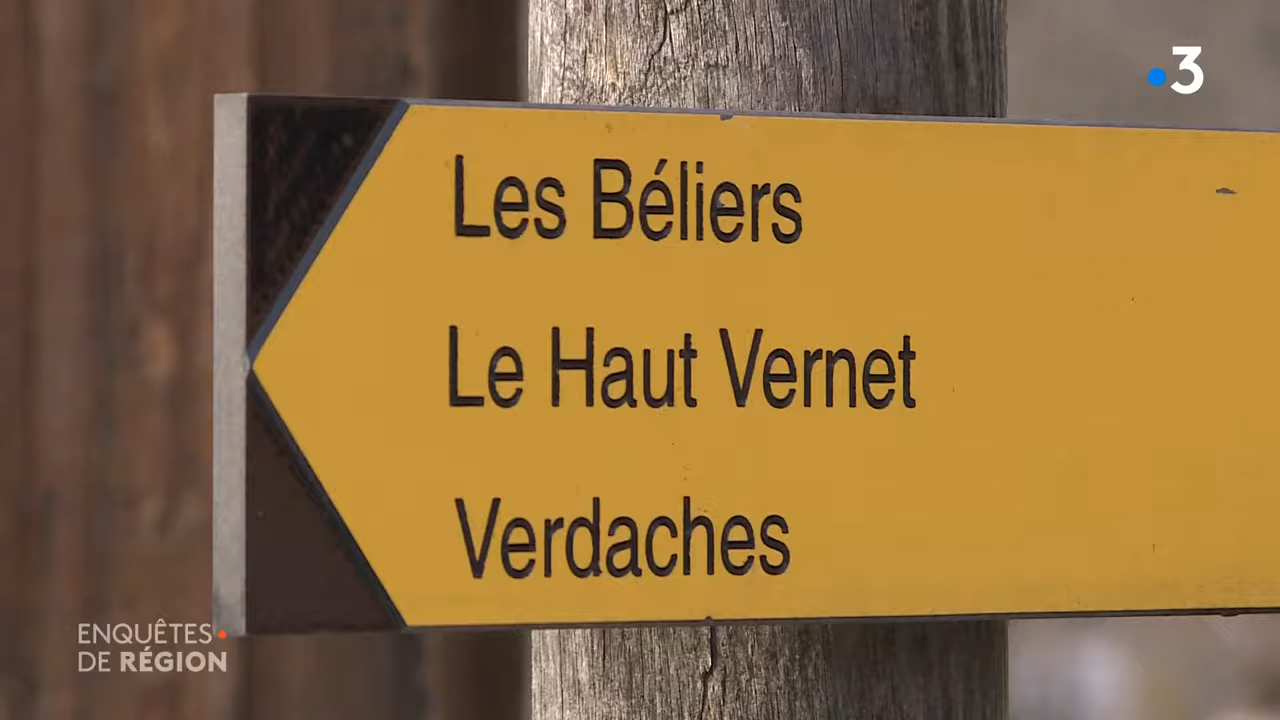 3
Les Béliers
Le Haut Vernet
Verdaches
ENQUÊTES
DE RÉGION